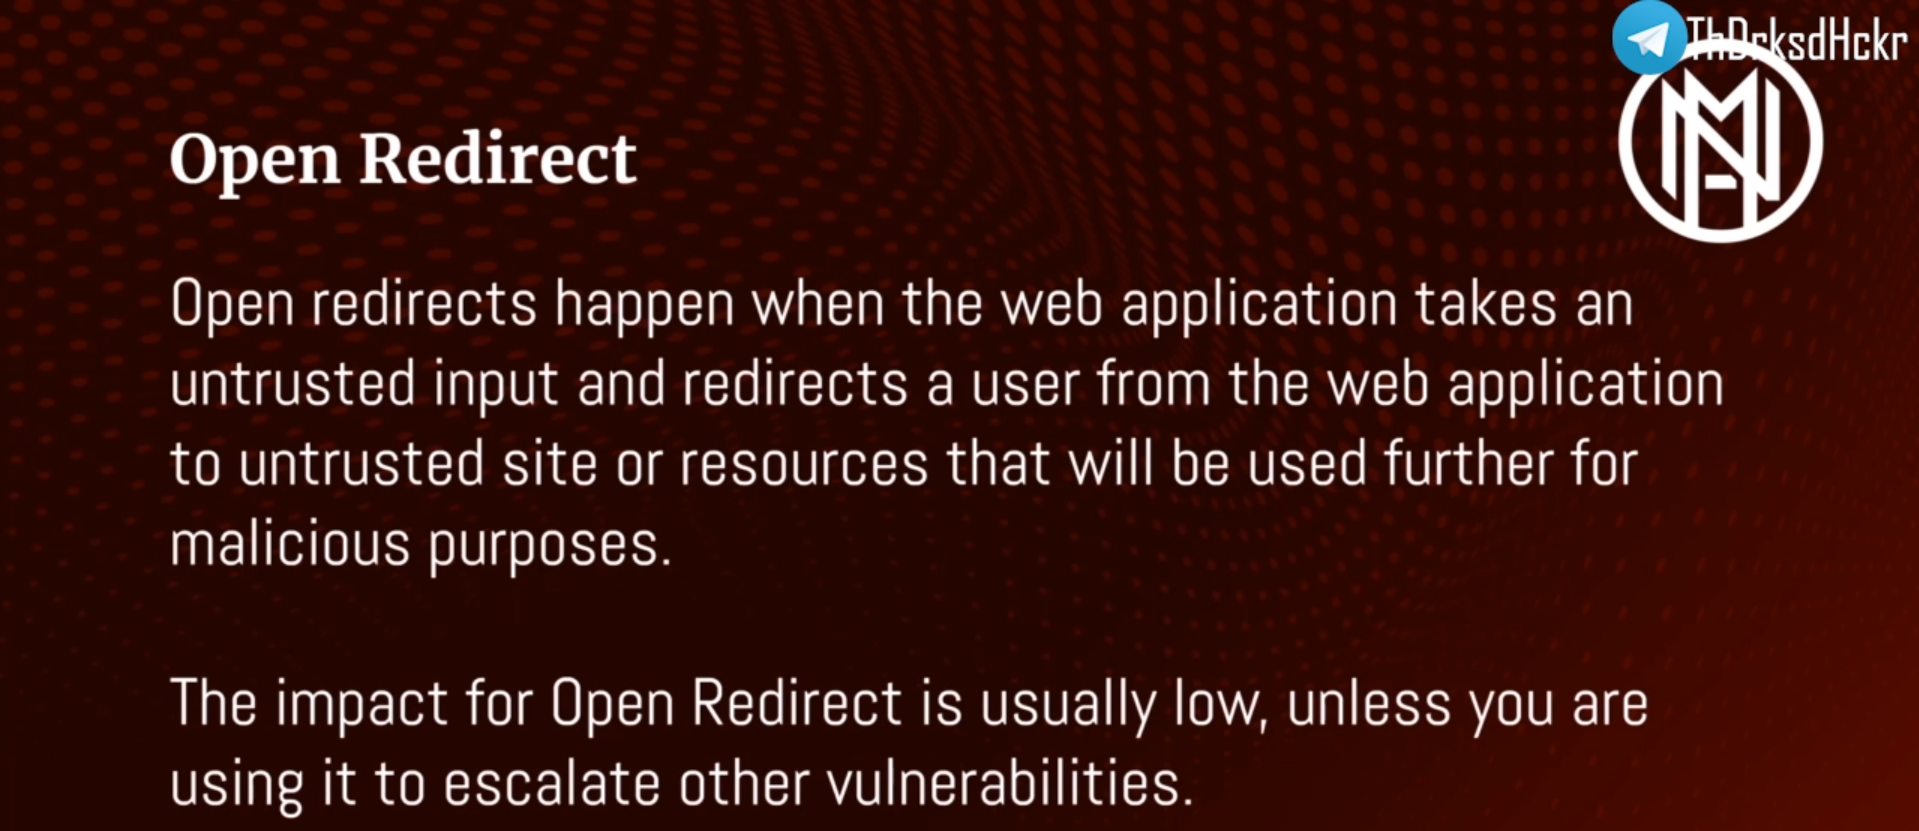 ThDrksdHckr
Open Redirect
Open redirects happen when the web application takes an
untrusted input and redirects a user from the web application
to untrusted site or resources that will be used further for
malicious purposes.
The impact for Open Redirect is usually low, unless you are
using it to escalate other vulnerabilities.